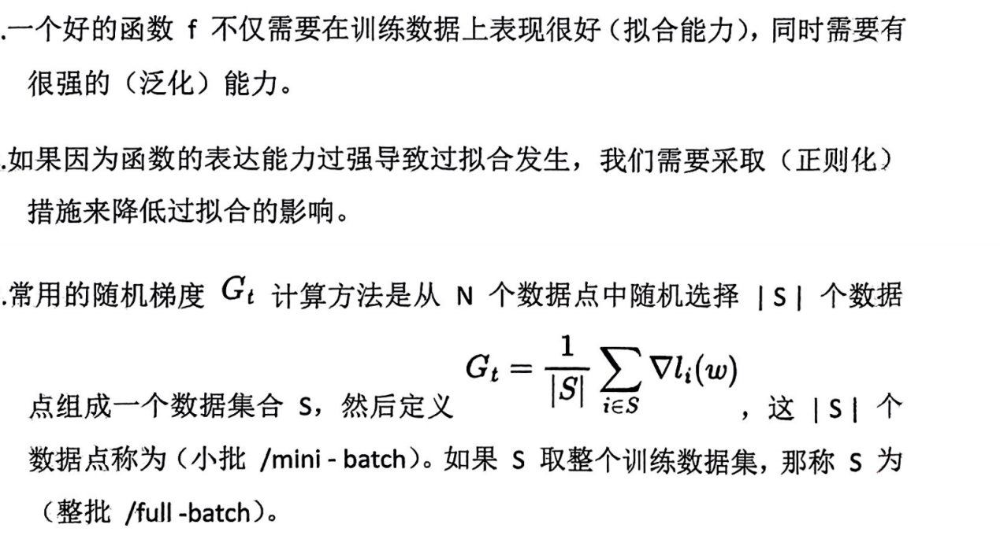 .一个好的函数 f 不仅需要在训练数据上表现很好（拟合能力），同时需要有
很强的（泛化）能力。
.如果因为函数的表达能力过强导致过拟合发生，我们需要采取（正则化）
措施来降低过拟合的影响。
.常用的随机梯度 G_t 计算方法是从 N 个数据点中随机选择 |S| 个数据
点组成一个数据集合 S，然后定义 G_t = \frac{1}{|S|} \sum_{i∈S} ∇l_i(w) ，这 |S| 个
数据点称为（小批 /mini - batch）。如果 S 取整个训练数据集，那称 S 为
（整批 /full -batch）。